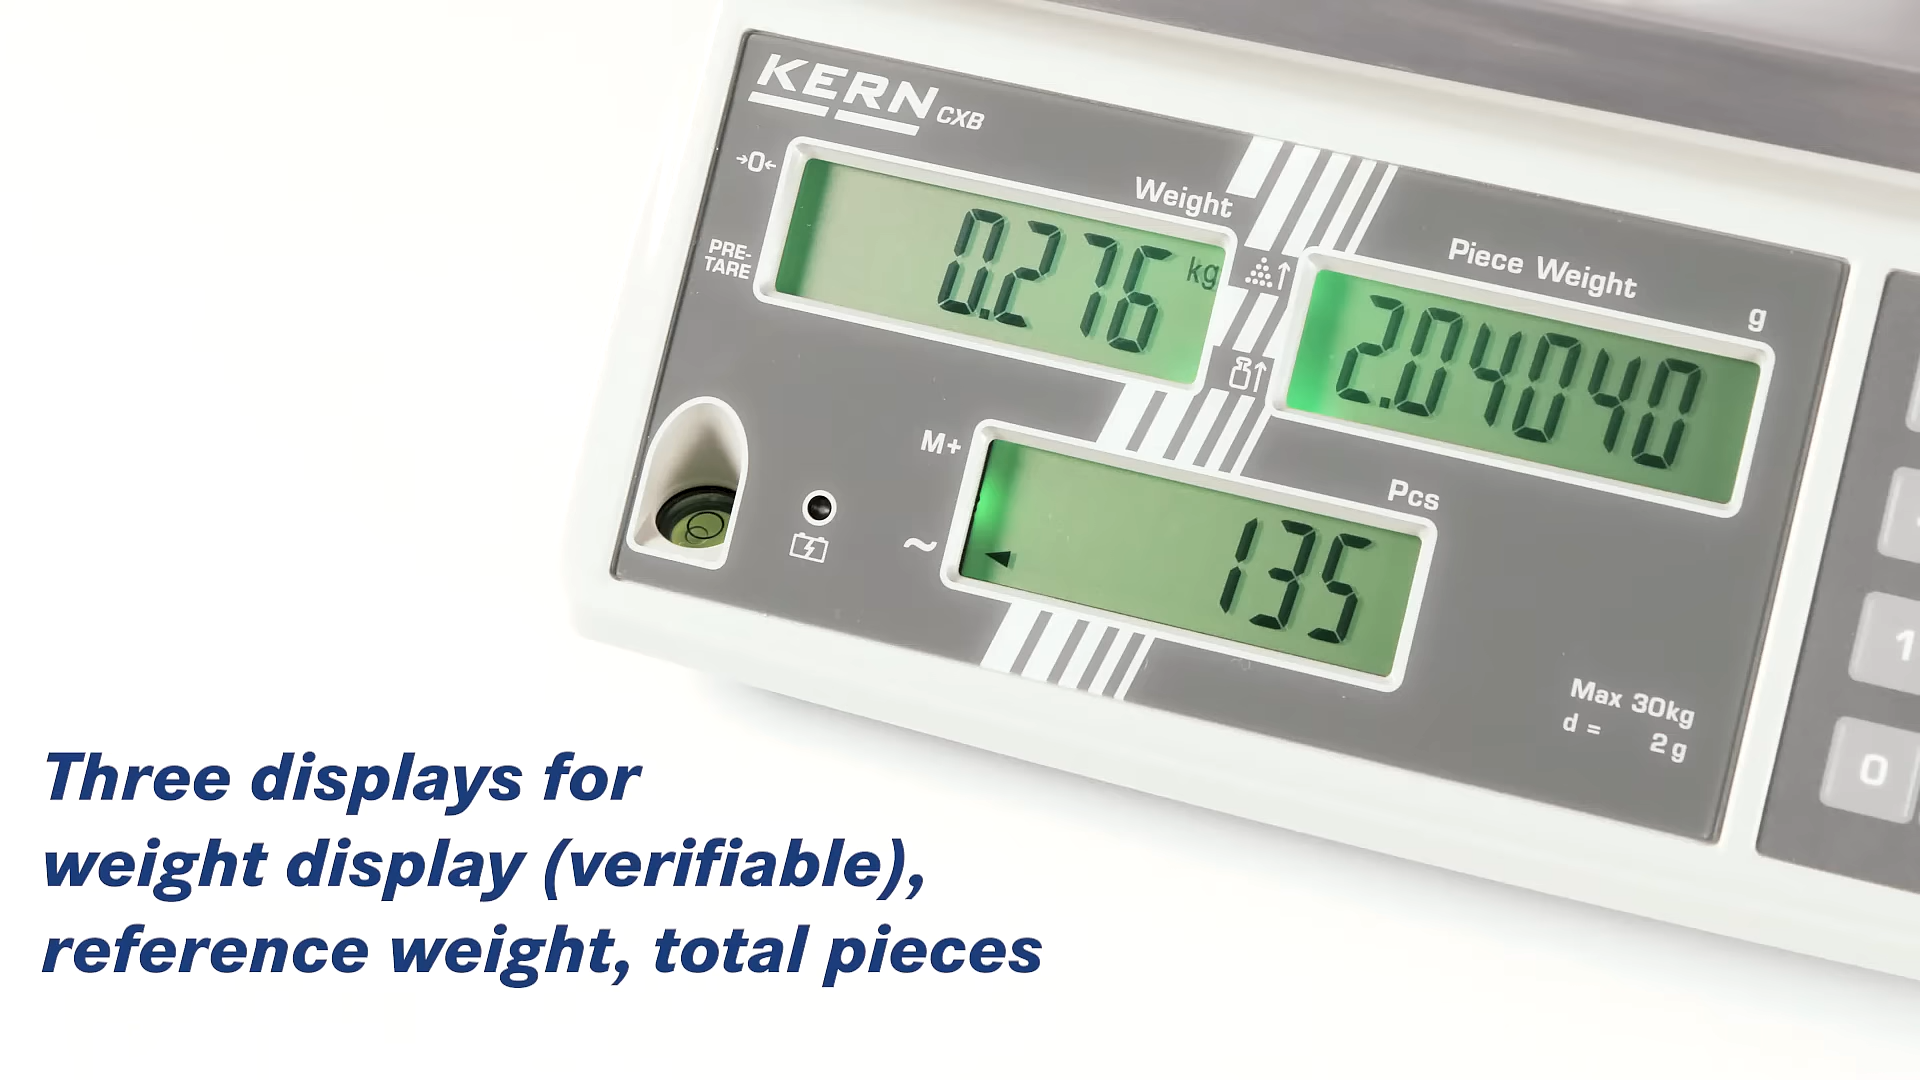 KERN CXB
→0←
Weight
PRE-
TARE
0.276 kg
Piece Weight
g
2.04040
M+
Pcs
~
135
Max 30kg
d = 2g
1
0
Three displays for
weight display (verifiable),
reference weight, total pieces